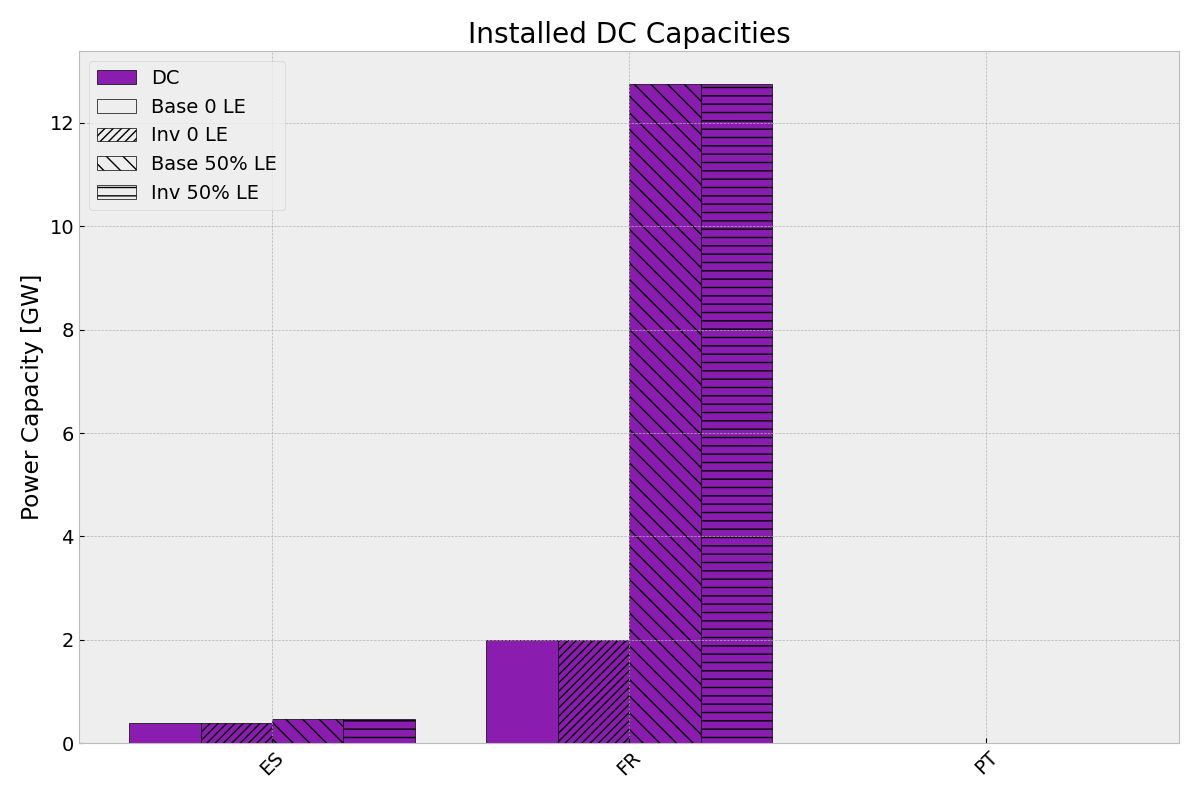 Installed DC Capacities
DC
Base 0 LE
Inv 0 LE
Base 50% LE
Inv 50% LE
Power Capacity [GW]
12
10
8
6
4
2
0
ES
FR
PT